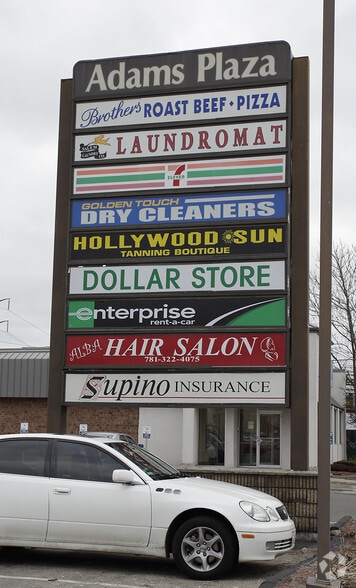 Adams Plaza
Brothers ROAST BEEF • PIZZA
LAUNDROMAT
7
ELEVEN
GOLDEN TOUCH
DRY CLEANERS
HOLLYWOOD SUN
TANNING BOUTIQUE
DOLLAR STORE
enterprise
rent-a-car
AlBA HAIR SALON
781-322-4075
Supino INSURANCE